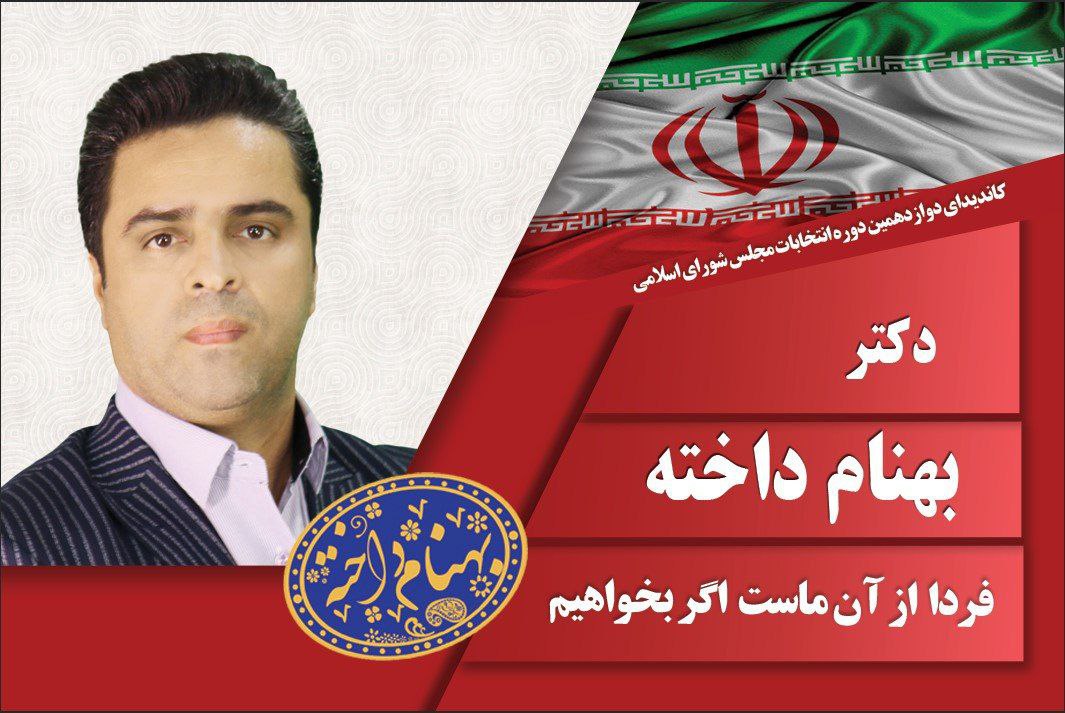 کاندیدای دوازدهمین دوره انتخابات مجلس شورای اسلامی
دکتر
بهنام داخته
فردا از آن ماست اگر بخواهیم
بهنام داخته